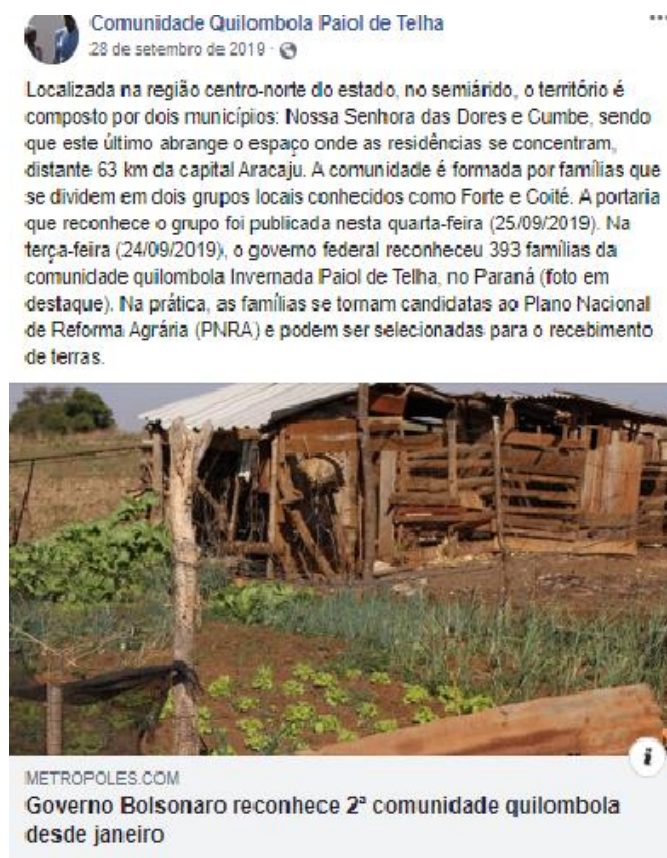 Comunidade Quilombola Paiol de Telha
28 de setembro de 2019 ·
Localizada na região centro-norte do estado, no semiárido, o território é
composto por dois municípios: Nossa Senhora das Dores e Cumbe, sendo
que este último abrange o espaço onde as residências se concentram,
distante 63 km da capital Aracaju. A comunidade é formada por famílias que
se dividem em dois grupos locais conhecidos como Forte e Coité. A portaria
que reconhece o grupo foi publicada nesta quarta-feira (25/09/2019). Na
terça-feira (24/09/2019), o governo federal reconheceu 393 famílias da
comunidade quilombola Invernada Paiol de Telha, no Paraná (foto em
destaque). Na prática, as famílias se tornam candidatas ao Plano Nacional
de Reforma Agrária (PNRA) e podem ser selecionadas para o recebimento
de terras.
METROPOLES.COM
Governo Bolsonaro reconhece 2ª comunidade quilombola
desde janeiro